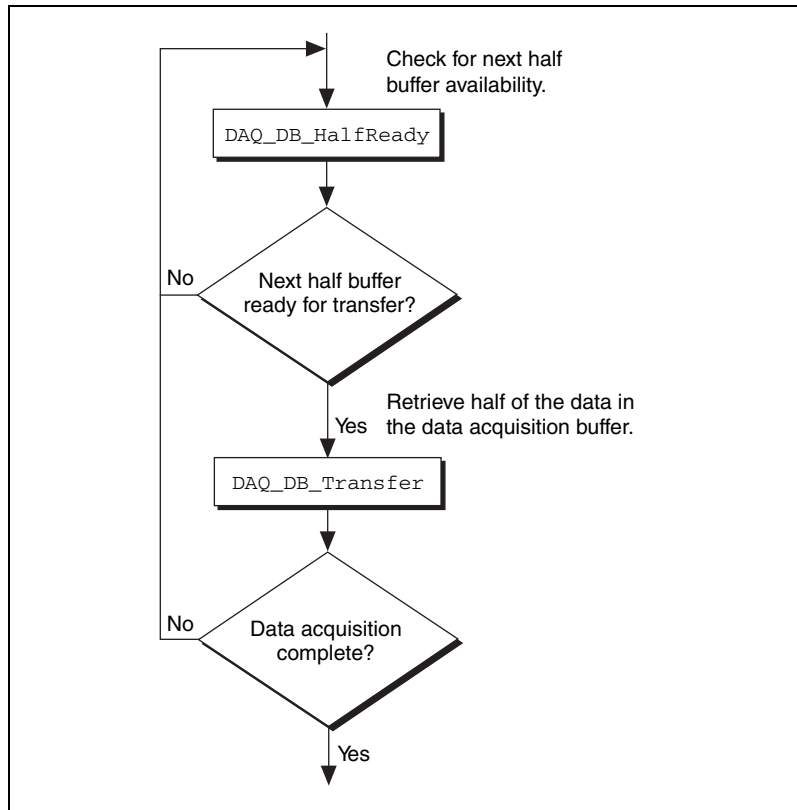 Check for next half
buffer availability.
DAQ_DB_HalfReady
No
Next half buffer
ready for transfer?
Yes
Retrieve half of the data in
the data acquisition buffer.
DAQ_DB_Transfer
No
Data acquisition
complete?
Yes